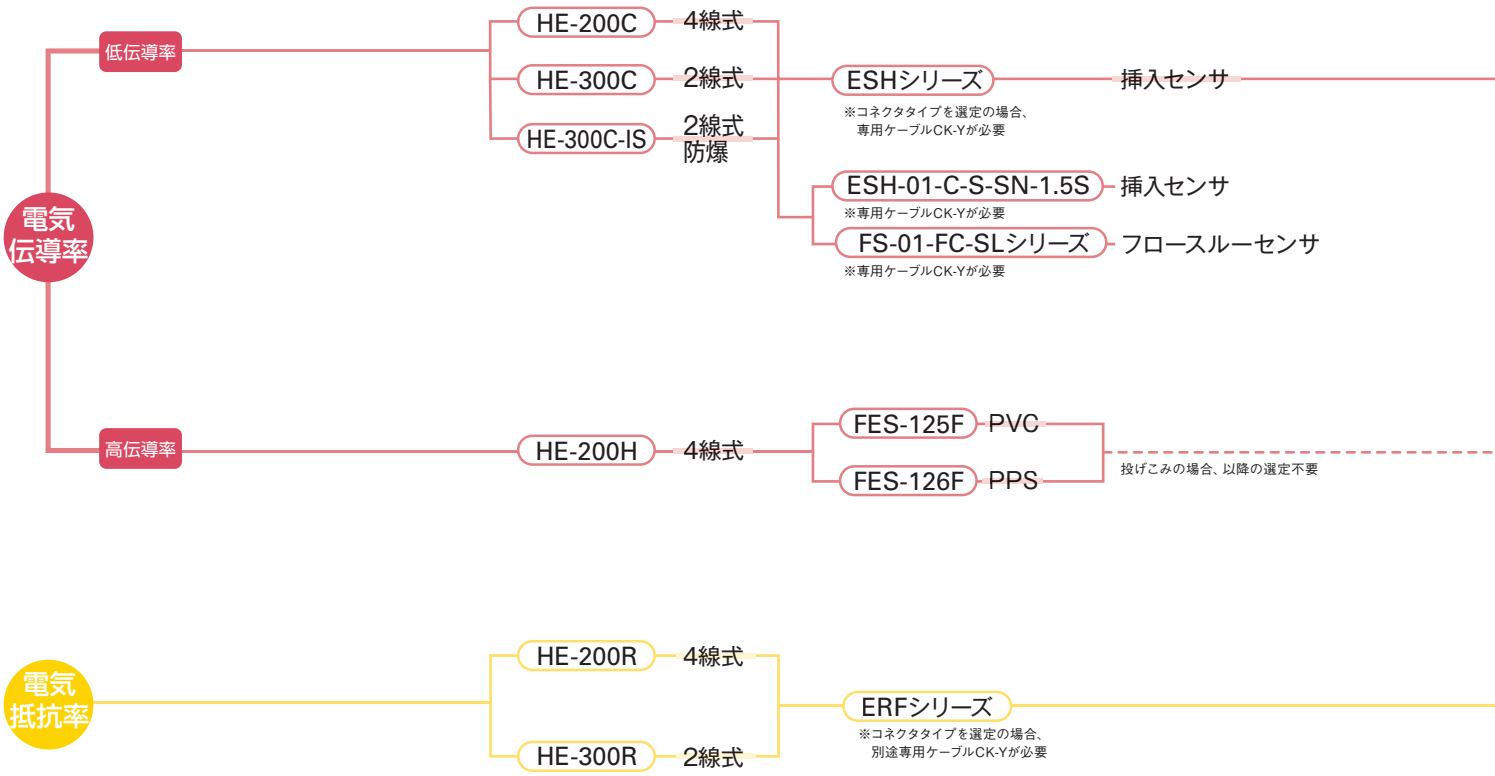 電気
伝導率
低伝導率
HE-200C
4線式
HE-300C
2線式
HE-300C-IS
2線式
防爆
ESHシリーズ
挿入センサ
※コネクタタイプを選定の場合、
専用ケーブルCK-Yが必要
ESH-01-C-S-SN-1.5S
挿入センサ
※専用ケーブルCK-Yが必要
FS-01-FC-SLシリーズ
フロースルーセンサ
※専用ケーブルCK-Yが必要
高伝導率
HE-200H
4線式
FES-125F
PVC
FES-126F
PPS
投げこみの場合、以降の選定不要
電気
抵抗率
HE-200R
4線式
HE-300R
2線式
ERFシリーズ
※コネクタタイプを選定の場合、
別途専用ケーブルCK-Yが必要